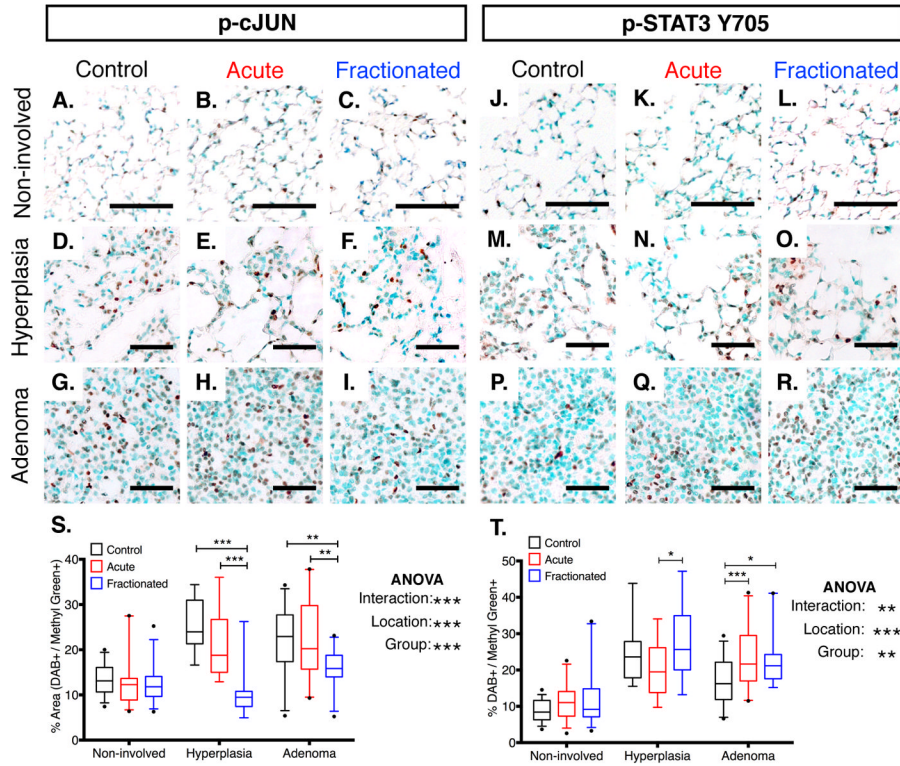 p-cJUN
p-STAT3 Y705
Control Acute Fractionated
Control Acute Fractionated
Non-involved
A. B. C. J. K. L.
Hyperplasia
D. E. F. M. N. O.
Adenoma
G. H. I. P. Q. R.
S.
Control
Acute
Fractionated
% Area (DAB+ / Methyl Green+)
40
30
20
10
0
*** *** ** **
Non-involved Hyperplasia Adenoma
ANOVA
Interaction:***
Location:***
Group:***
T.
Control
Acute
Fractionated
% DAB+ / Methyl Green+
50
40
30
20
10
0
* *** *
Non-involved Hyperplasia Adenoma
ANOVA
Interaction: **
Location: ***
Group: **